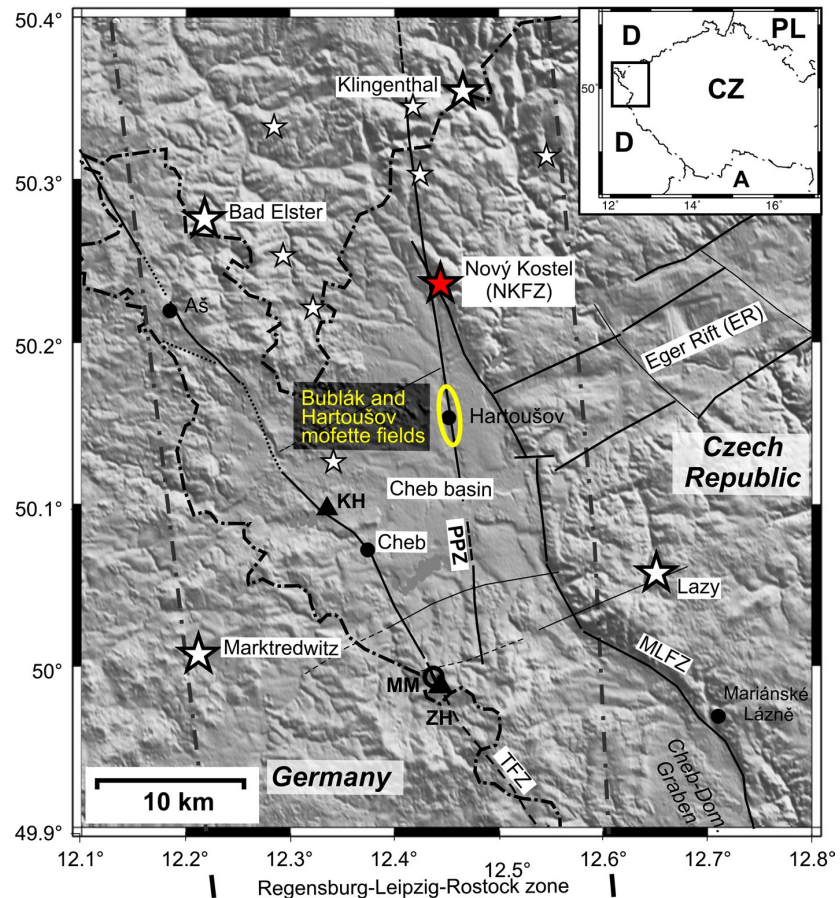 50.4°
50.3°
50.2°
50.1°
50°
49.9°
12.1°
12.2°
12.3°
12.4°
12.5°
12.6°
12.7°
12.8°
D
PL
50°
CZ
D
A
12°
14°
16°
Klingenthal
Bad Elster
Nový Kostel
(NKFZ)
Aš
Eger Rift (ER)
Bublák and
Hartoušov
mofette fields
Hartoušov
Czech
Republic
Cheb basin
KH
PPZ
Cheb
Lazy
Marktredwitz
MLFZ
MM
ZH
Mariánské
Lázně
TFZ
Cheb-Dom
Graben
Germany
10 km
Regensburg-Leipzig-Rostock zone